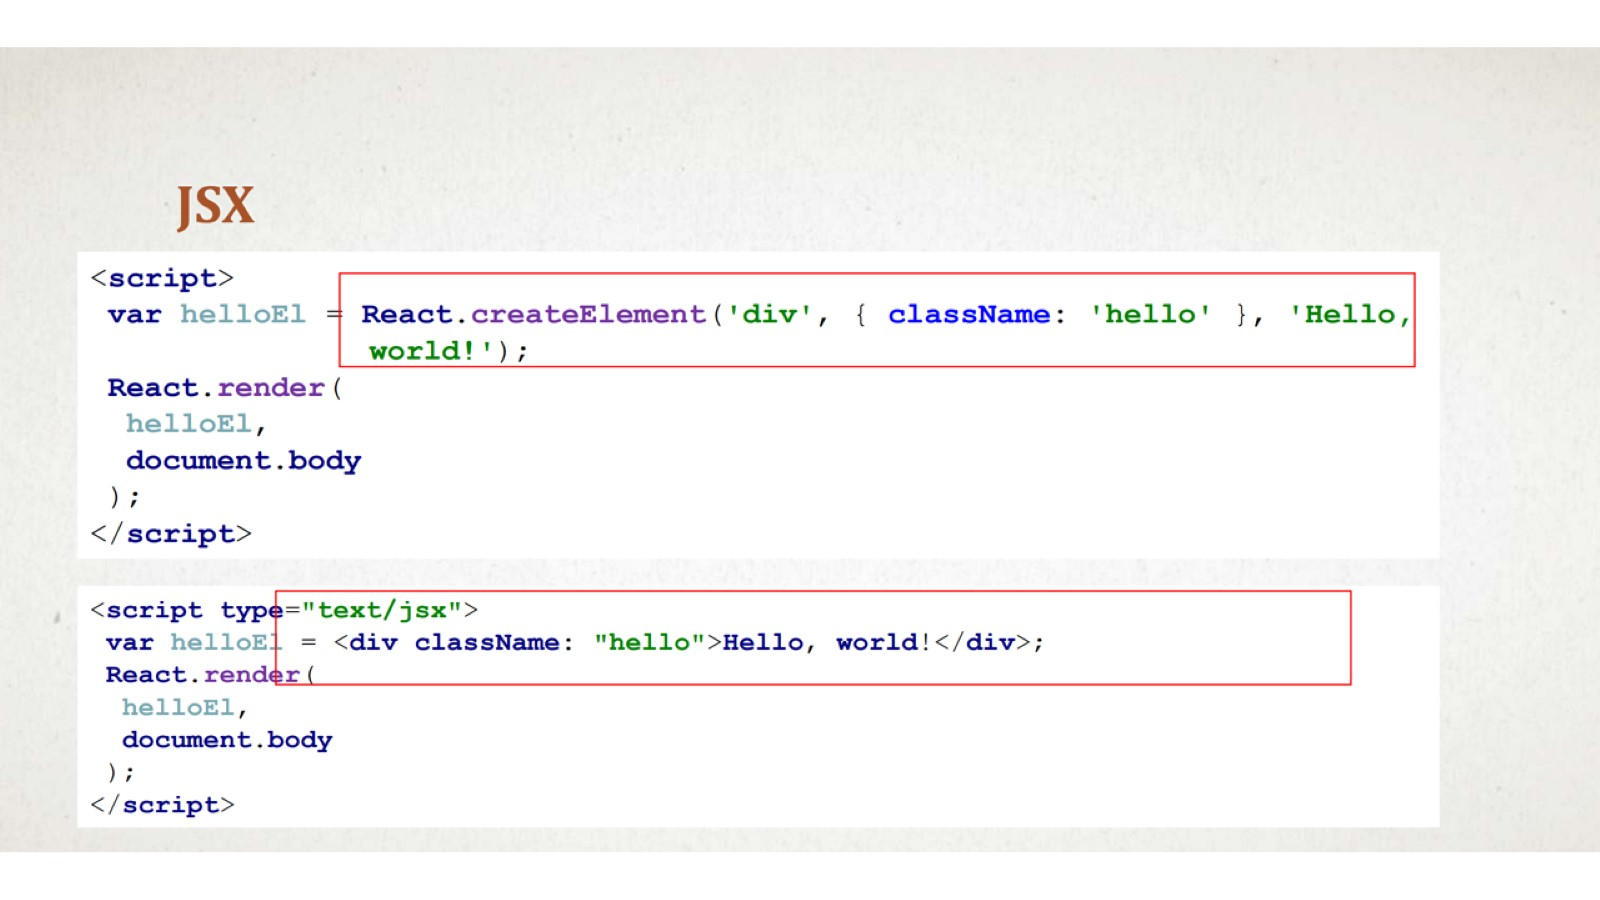 JSX
<script>
var helloEl = React.createElement('div', { className: 'hello' }, 'Hello,
world!');
React.render(
helloEl,
document.body
);
</script>
<script type="text/jsx">
var helloEl = <div className: "hello">Hello, world!</div>;
React.render(
helloEl,
document.body
);
</script>